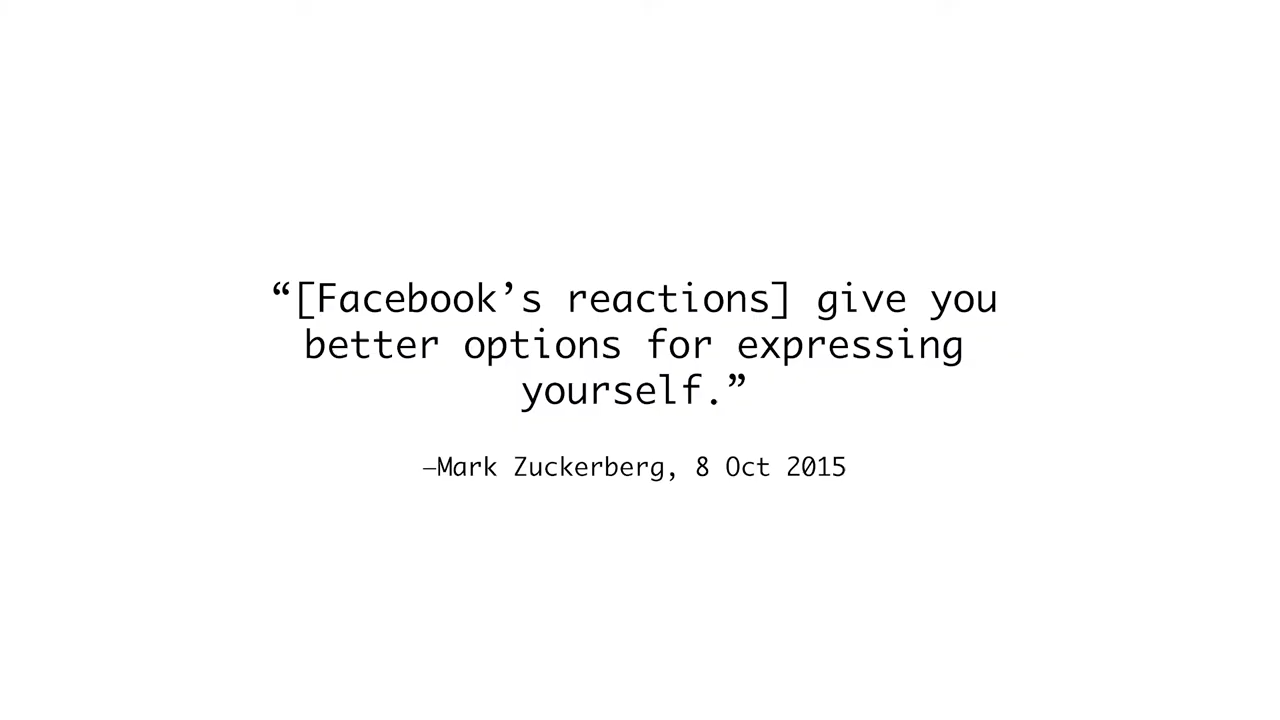 “[Facebook’s reactions] give you
better options for expressing
yourself.”
—Mark Zuckerberg, 8 Oct 2015